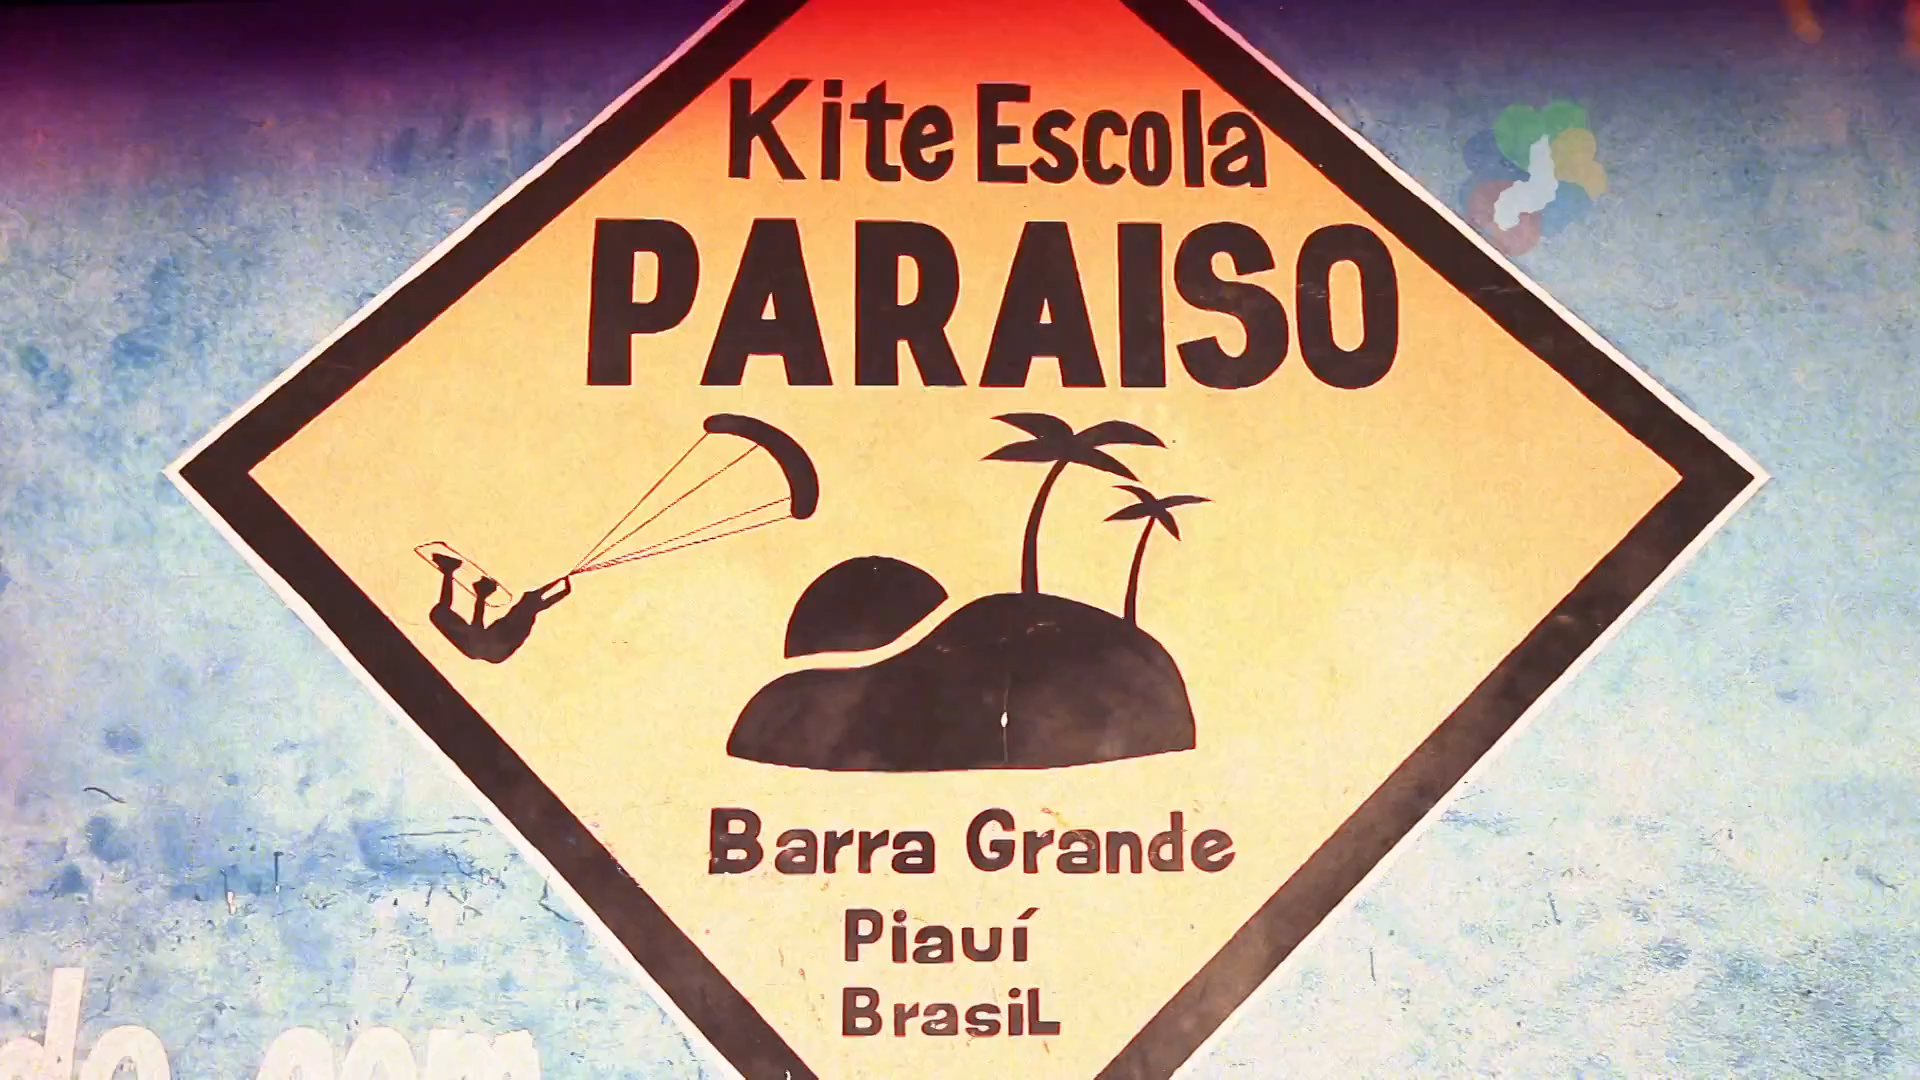 Kite Escola
PARAISO
Barra Grande
Piauí
BrasiL